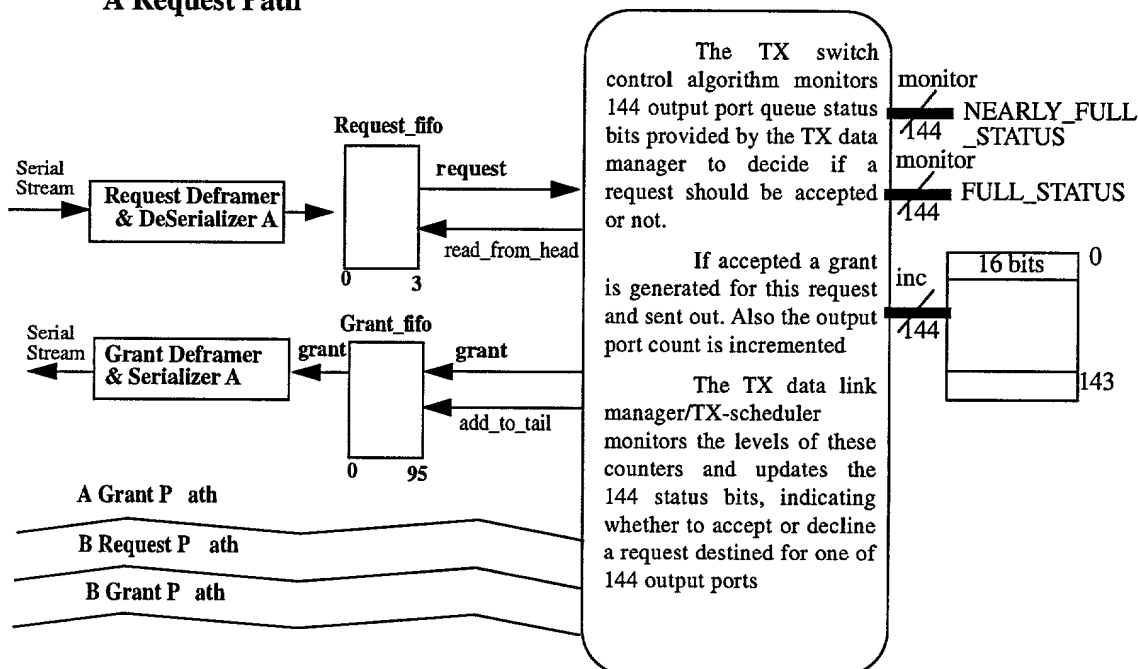 A Request Path
Serial
Stream
Request Deframer
& DeSerializer A
Request_fifo
0 3
request
read_from_head
Serial
Stream
Grant Deframer
& Serializer A
grant
Grant_fifo
0 95
grant
add_to_tail
A Grant P ath
B Request P ath
B Grant P ath
The TX switch
control algorithm monitors
144 output port queue status
bits provided by the TX data
manager to decide if a
request should be accepted
or not.
If accepted a grant
is generated for this request
and sent out. Also the output
port count is incremented
The TX data link
manager/TX-scheduler
monitors the levels of these
counters and updates the
144 status bits, indicating
whether to accept or decline
a request destined for one of
144 output ports
monitor
144
NEARLY_FULL
_STATUS
monitor
144
FULL_STATUS
inc
144
16 bits
0
143